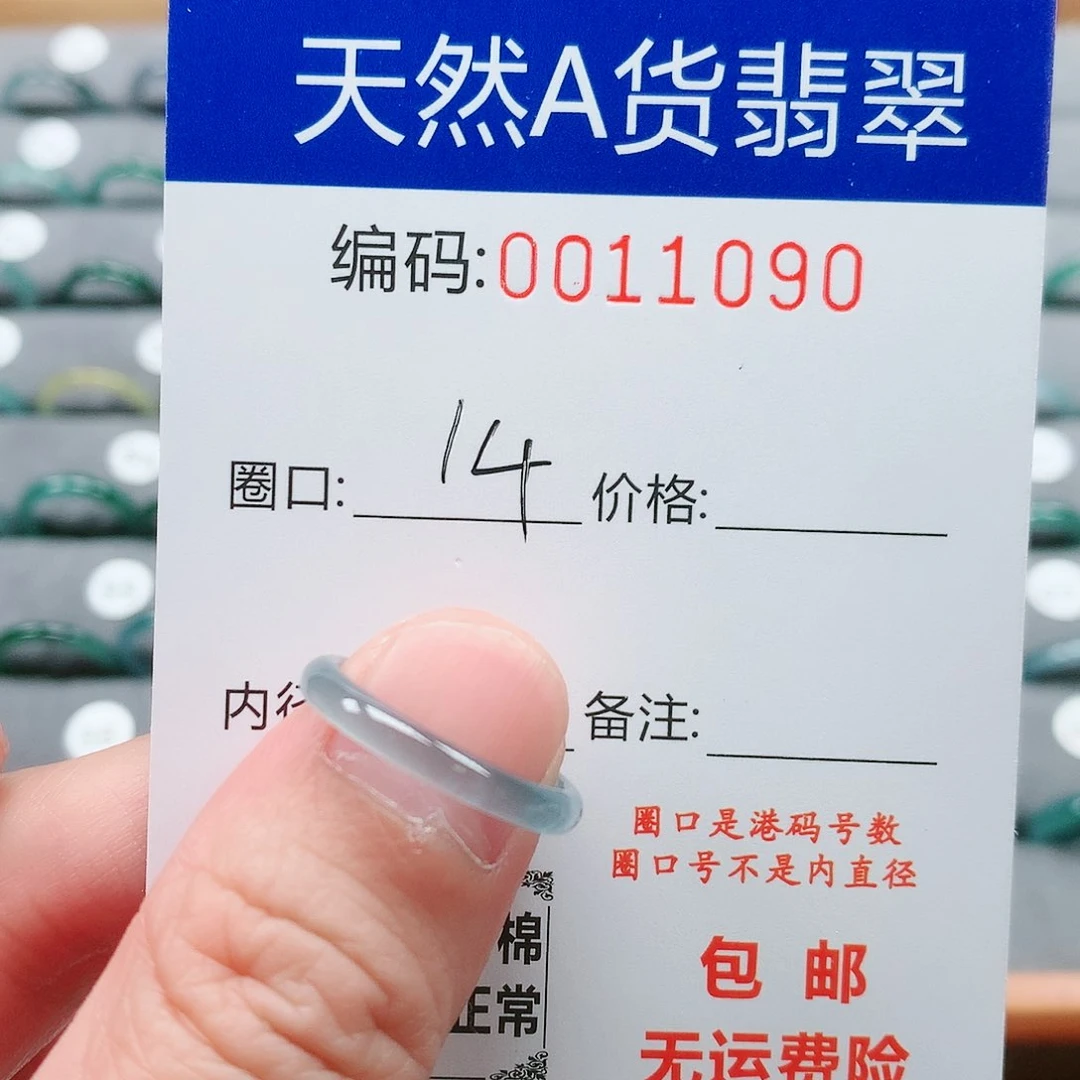 天然A货翡翠
编码:0011090
圈口: 14 价格:
内径 备注:
圈口是港码号数
圈口号不是内直径
棉
正常
包 邮
无运费险